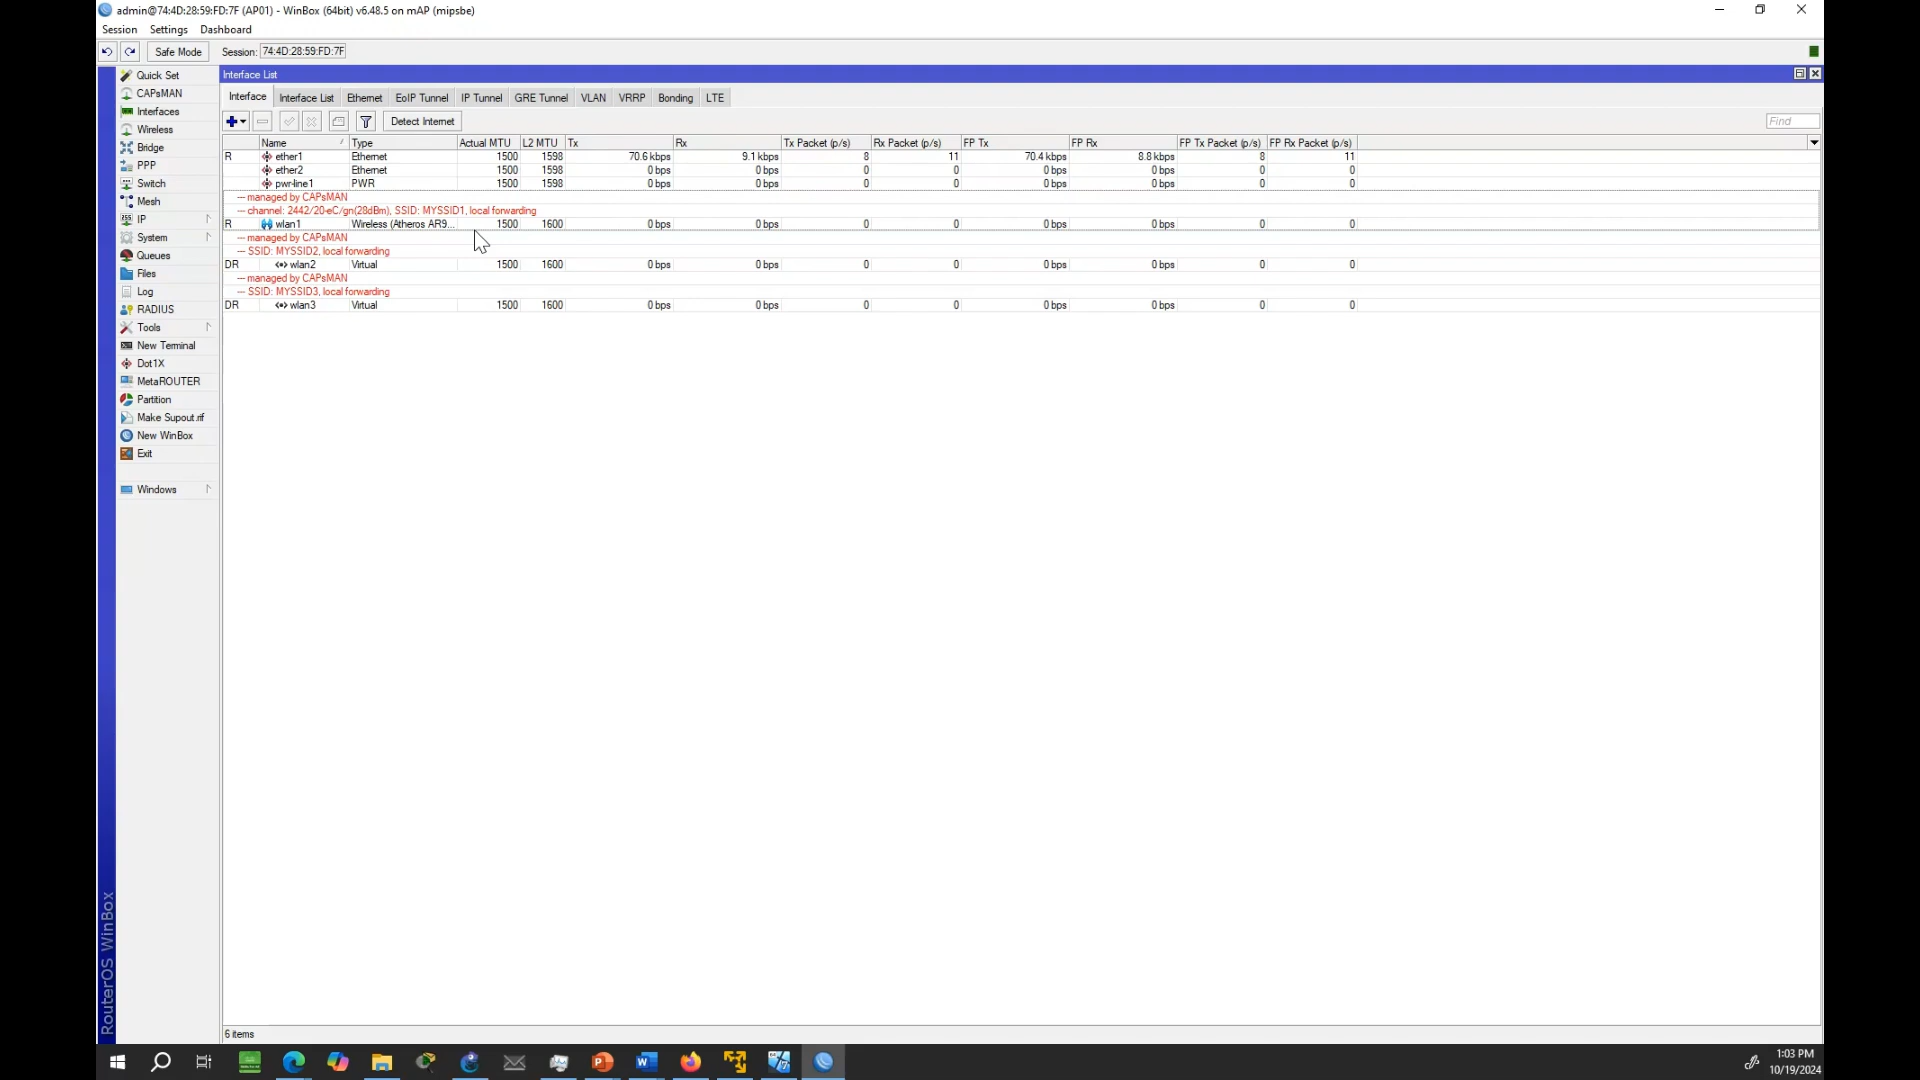 admin@74:4D:28:59:FD:7F (AP01) - WinBox (64bit) v6.48.5 on mAP (mipsbe)
Session Settings Dashboard
Safe Mode Session: 74:4D:28:59:FD:7F
Quick Set
CAPsMAN
Interfaces
Wireless
Bridge
PPP
Switch
Mesh
IP
System
Queues
Files
Log
RADIUS
Tools
New Terminal
Dot1X
MetaROUTER
Partition
Make Supout.rif
New WinBox
Exit
Windows
RouterOS WinBox
Interface List
Interface Interface List Ethernet EoIP Tunnel IP Tunnel GRE Tunnel VLAN VRRP Bonding LTE
Detect Internet Find
Name / Type Actual MTU L2 MTU Tx Rx Tx Packet (p/s) Rx Packet (p/s) FP Tx FP Rx FP Tx Packet (p/s) FP Rx Packet (p/s)
R ether1 Ethernet 1500 1598 70.6 kbps 9.1 kbps 8 11 70.4 kbps 8.8 kbps 8 11
ether2 Ethernet 1500 1598 0 bps 0 bps 0 0 0 bps 0 bps 0 0
pwr-line1 PWR 1500 1598 0 bps 0 bps 0 0 0 bps 0 bps 0 0
--- managed by CAPsMAN
--- channel: 2442/20-eC/gn(28dBm), SSID: MYSSID1, local forwarding
R wlan1 Wireless (Atheros AR9... 1500 1600 0 bps 0 bps 0 0 0 bps 0 bps 0 0
--- managed by CAPsMAN
--- SSID: MYSSID2, local forwarding
DR wlan2 Virtual 1500 1600 0 bps 0 bps 0 0 0 bps 0 bps 0 0
--- managed by CAPsMAN
--- SSID: MYSSID3, local forwarding
DR wlan3 Virtual 1500 1600 0 bps 0 bps 0 0 0 bps 0 bps 0 0
6 items
1:03 PM
10/19/2024